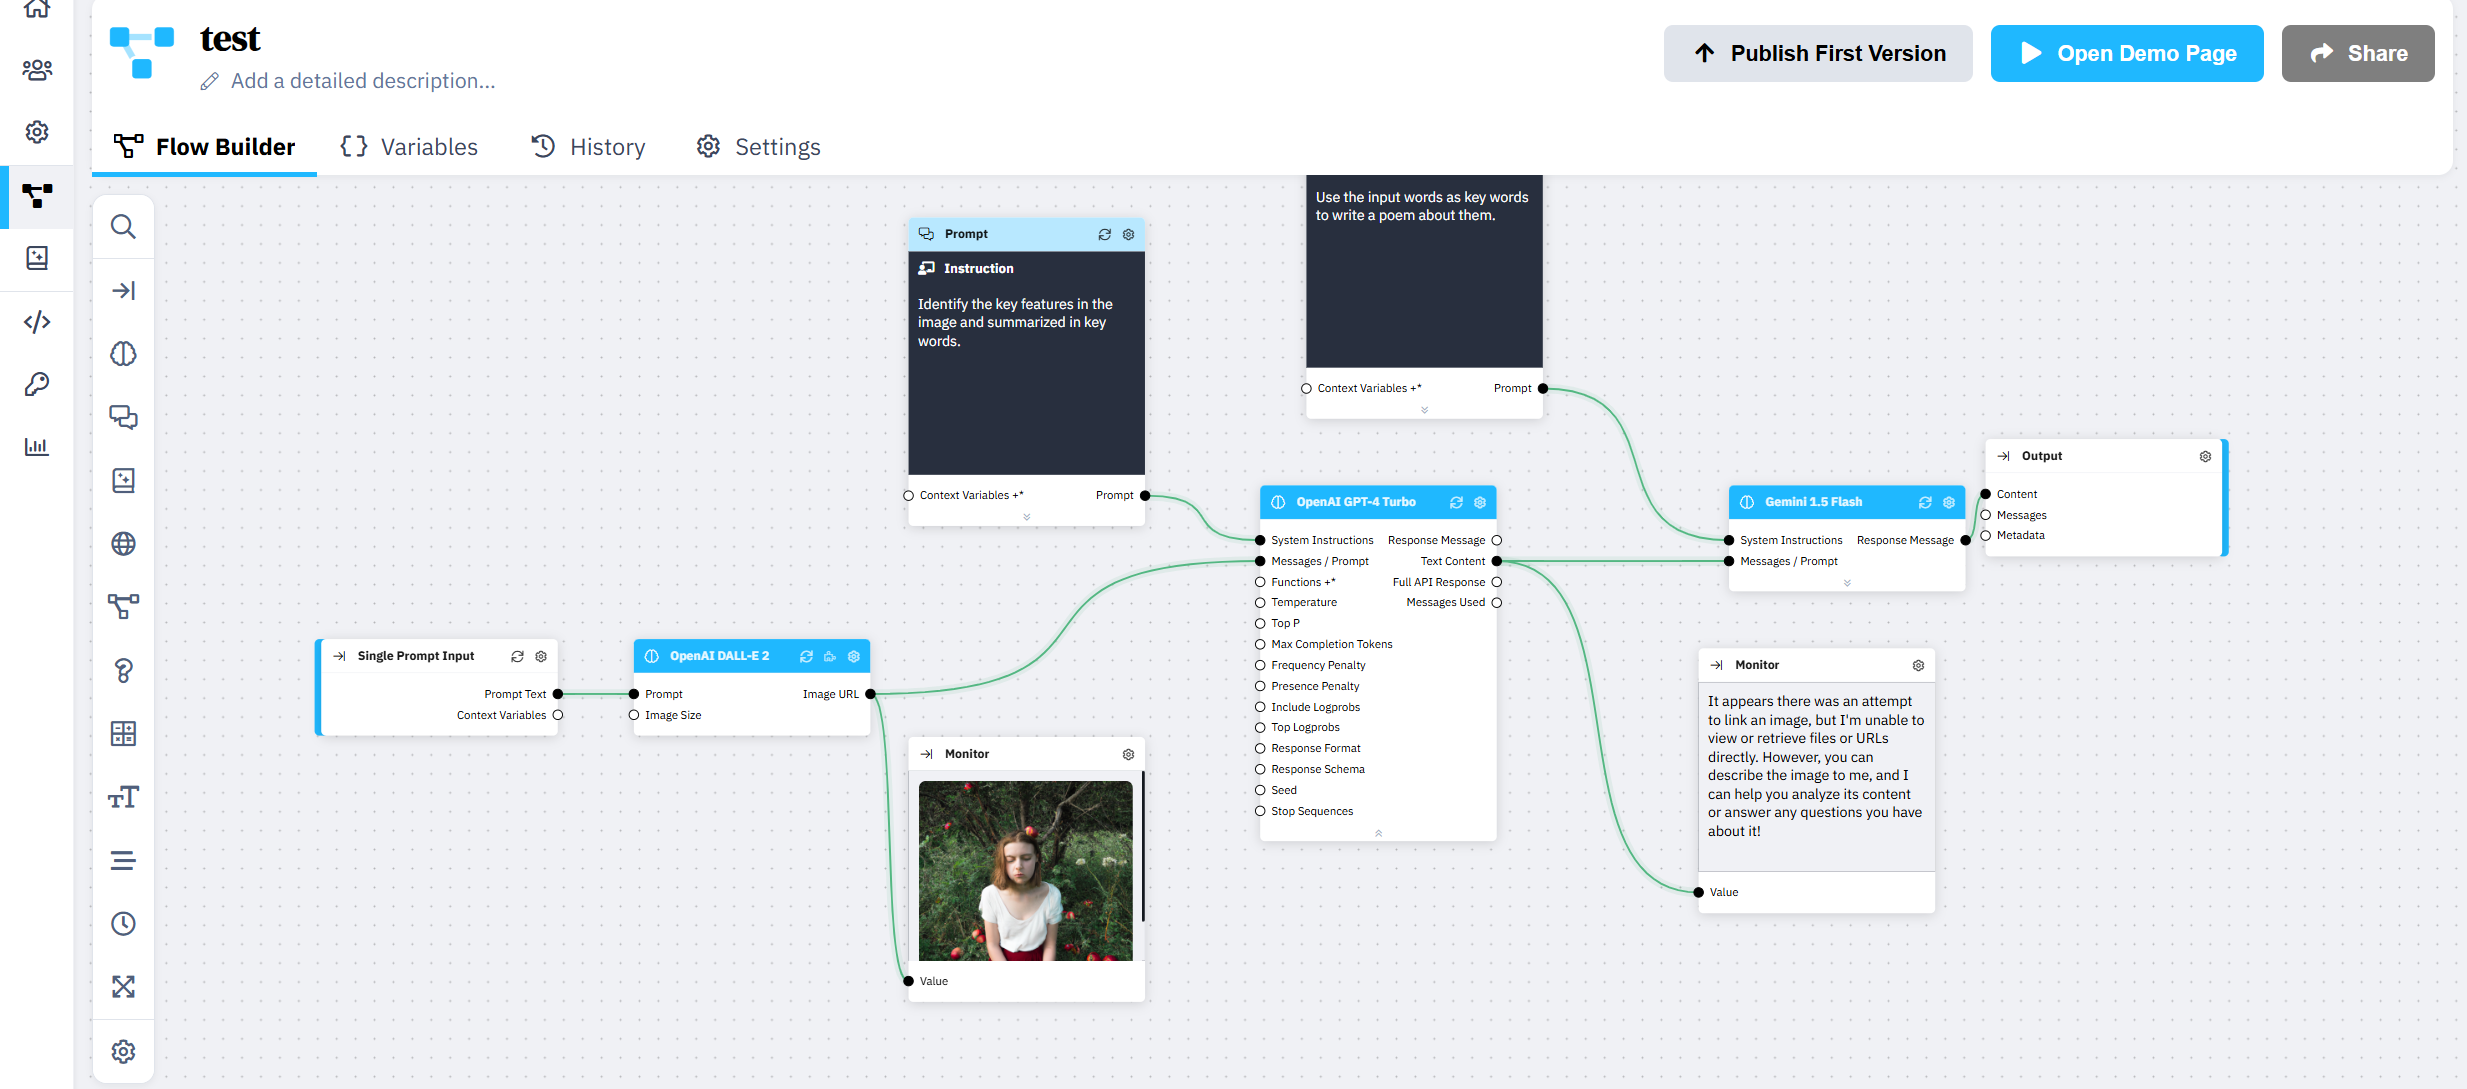 test
Add a detailed description...
Publish First Version
Open Demo Page
Share
Flow Builder
Variables
History
Settings
Use the input words as key words
to write a poem about them.
Context Variables +*
Prompt
Prompt
Instruction
Identify the key features in the
image and summarized in key
words.
Context Variables +*
Prompt
Single Prompt Input
Prompt Text
Context Variables
OpenAI DALL-E 2
Prompt
Image URL
Image Size
Monitor
Value
OpenAI GPT-4 Turbo
System Instructions
Response Message
Messages / Prompt
Text Content
Functions +*
Full API Response
Temperature
Messages Used
Top P
Max Completion Tokens
Frequency Penalty
Presence Penalty
Include Logprobs
Top Logprobs
Response Format
Response Schema
Seed
Stop Sequences
Gemini 1.5 Flash
System Instructions
Response Message
Messages / Prompt
Output
Content
Messages
Metadata
Monitor
It appears there was an attempt
to link an image, but I'm unable to
view or retrieve files or URLs
directly. However, you can
describe the image to me, and I
can help you analyze its content
or answer any questions you have
about it!
Value